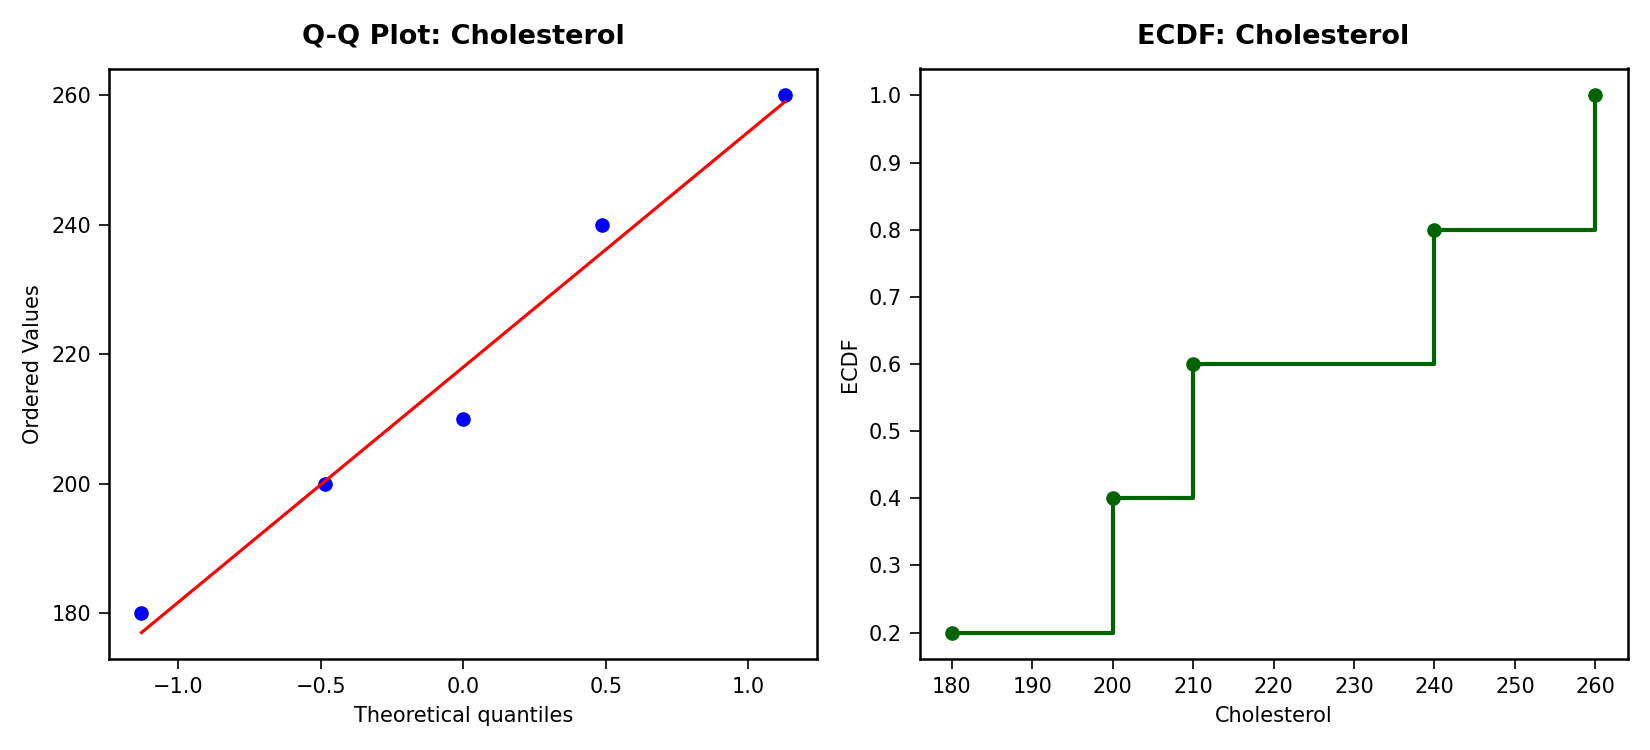 Q-Q Plot: Cholesterol
260
240
220
200
180
Ordered Values
−1.0 −0.5 0.0 0.5 1.0
Theoretical quantiles
ECDF: Cholesterol
1.0
0.9
0.8
0.7
0.6
0.5
0.4
0.3
0.2
ECDF
180 190 200 210 220 230 240 250 260
Cholesterol